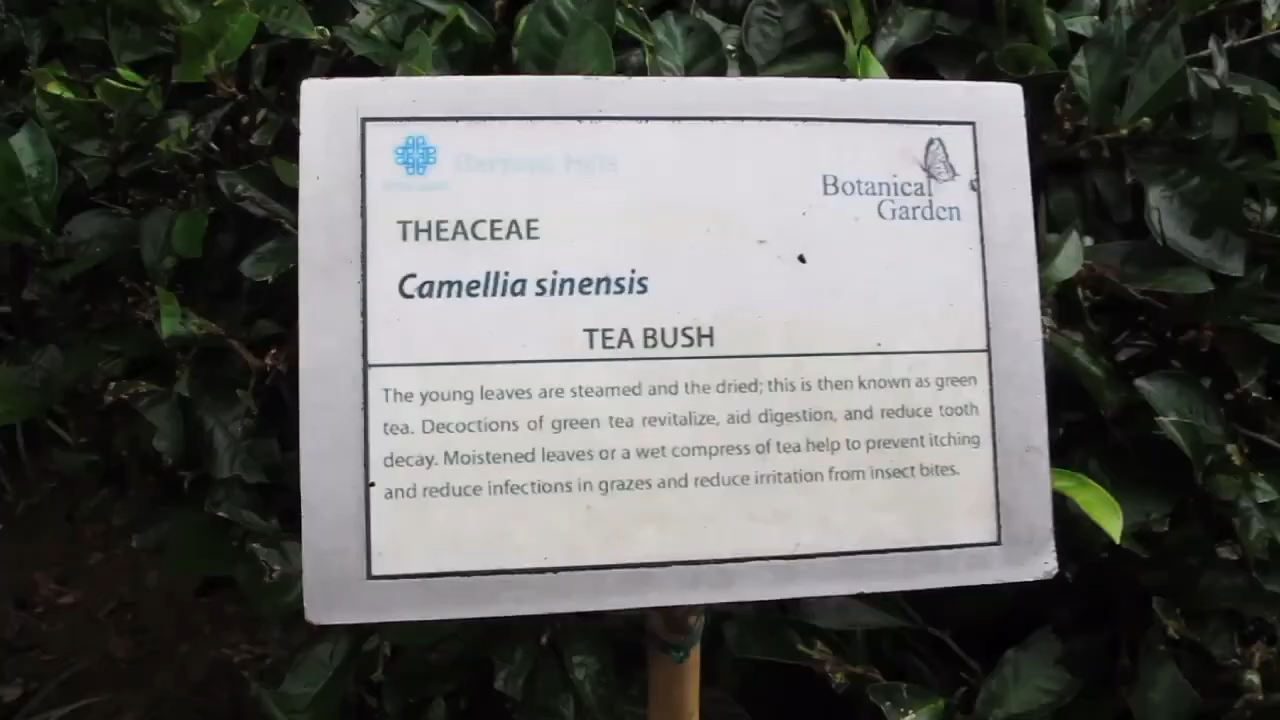 Botanical
Garden
THEACEAE
Camellia sinensis
TEA BUSH
The young leaves are steamed and the dried; this is then known as green
tea. Decoctions of green tea revitalize, aid digestion, and reduce tooth
decay. Moistened leaves or a wet compress of tea help to prevent itching
and reduce infections in grazes and reduce irritation from insect bites.